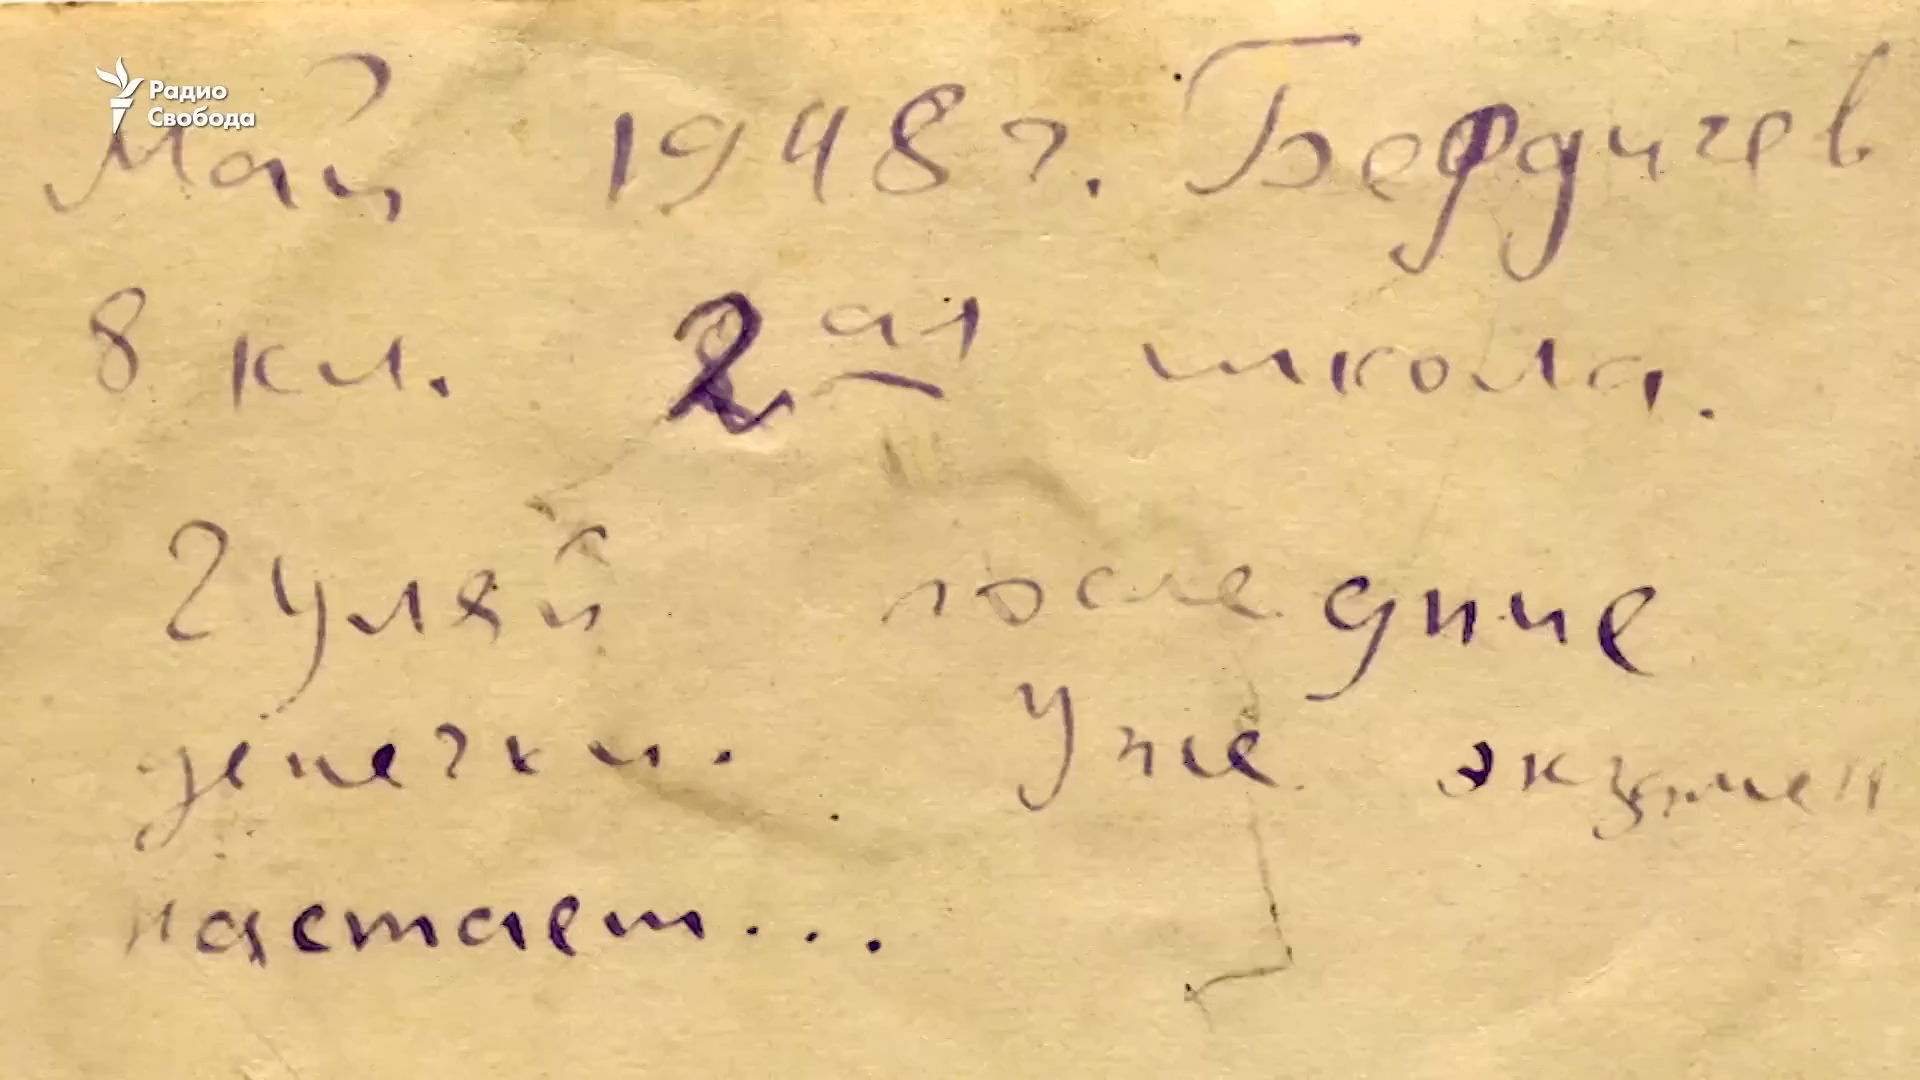 Радио
Свобода
Май 1948 г. Бердичев
8 кл. 2ая школа.
Гуляй последние
денечки. Уже экзамен
настает...